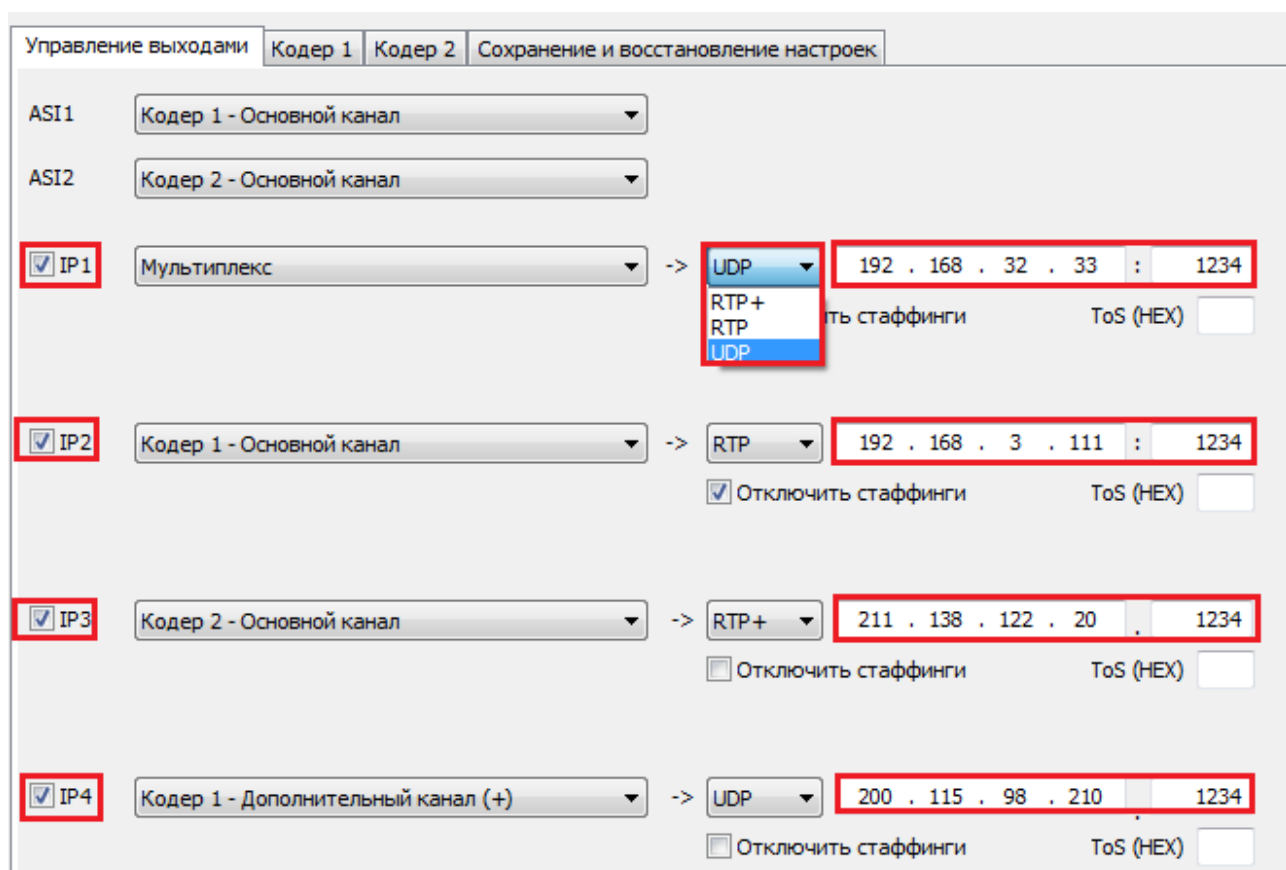 Управление выходами Кодер 1 Кодер 2 Сохранение и восстановление настроек
ASI1 Кодер 1 - Основной канал
ASI2 Кодер 2 - Основной канал
IP1 Мультиплекс -> UDP 192 . 168 . 32 . 33 : 1234
RTP+
ть стаффинги ToS (HEX)
RTP
UDP
IP2 Кодер 1 - Основной канал -> RTP 192 . 168 . 3 . 111 : 1234
Отключить стаффинги ToS (HEX)
IP3 Кодер 2 - Основной канал -> RTP+ 211 . 138 . 122 . 20 . 1234
Отключить стаффинги ToS (HEX)
IP4 Кодер 1 - Дополнительный канал (+) -> UDP 200 . 115 . 98 . 210 . 1234
Отключить стаффинги ToS (HEX)